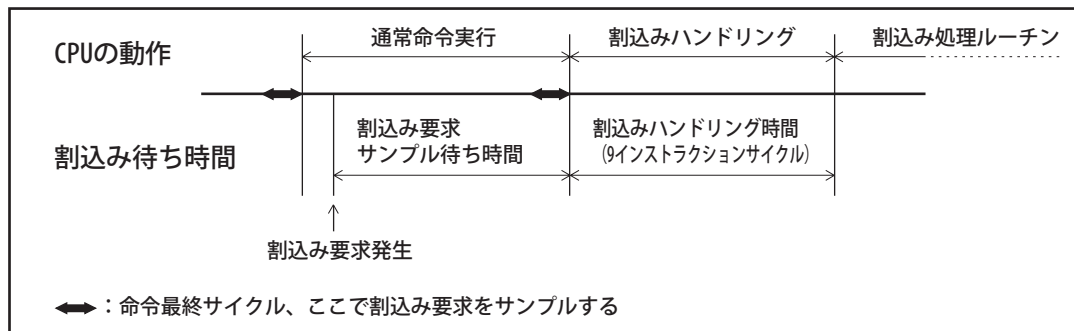 CPUの動作
通常命令実行
割込みハンドリング
割込み処理ルーチン
割込み待ち時間
割込み要求
サンプル待ち時間
割込みハンドリング時間
(9インストラクションサイクル)
割込み要求発生
：命令最終サイクル、ここで割込み要求をサンプルする